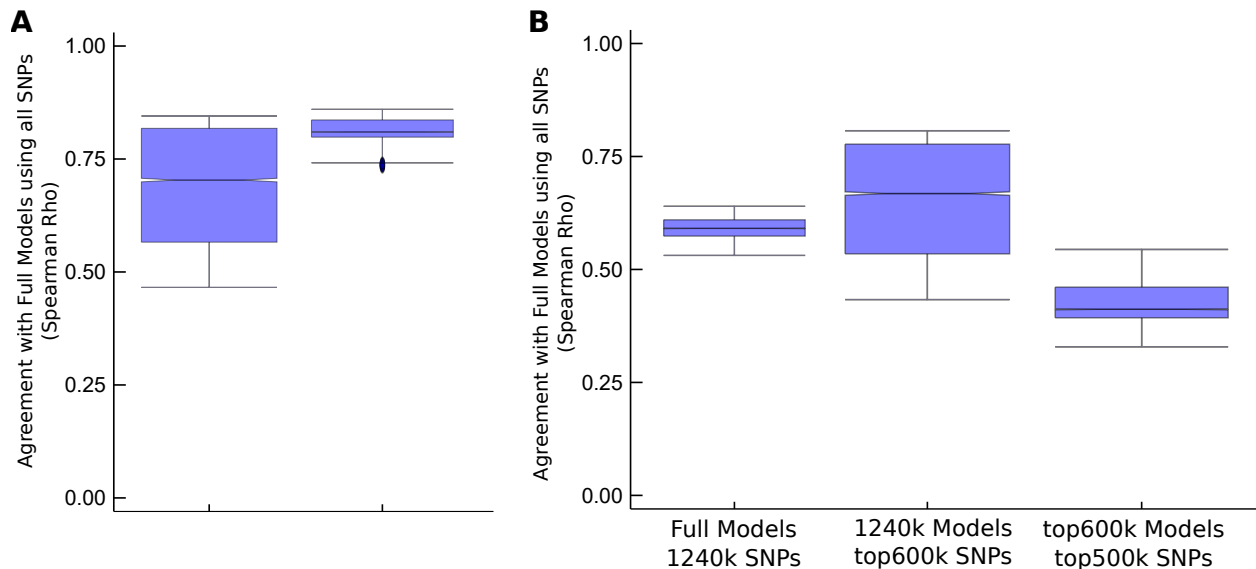 A
Agreement with Full Models using all SNPs
(Spearman Rho)
1.00
0.75
0.50
0.25
0.00
B
Agreement with Full Models using all SNPs
(Spearman Rho)
1.00
0.75
0.50
0.25
0.00
Full Models
1240k SNPs
1240k Models
top600k SNPs
top600k Models
top500k SNPs